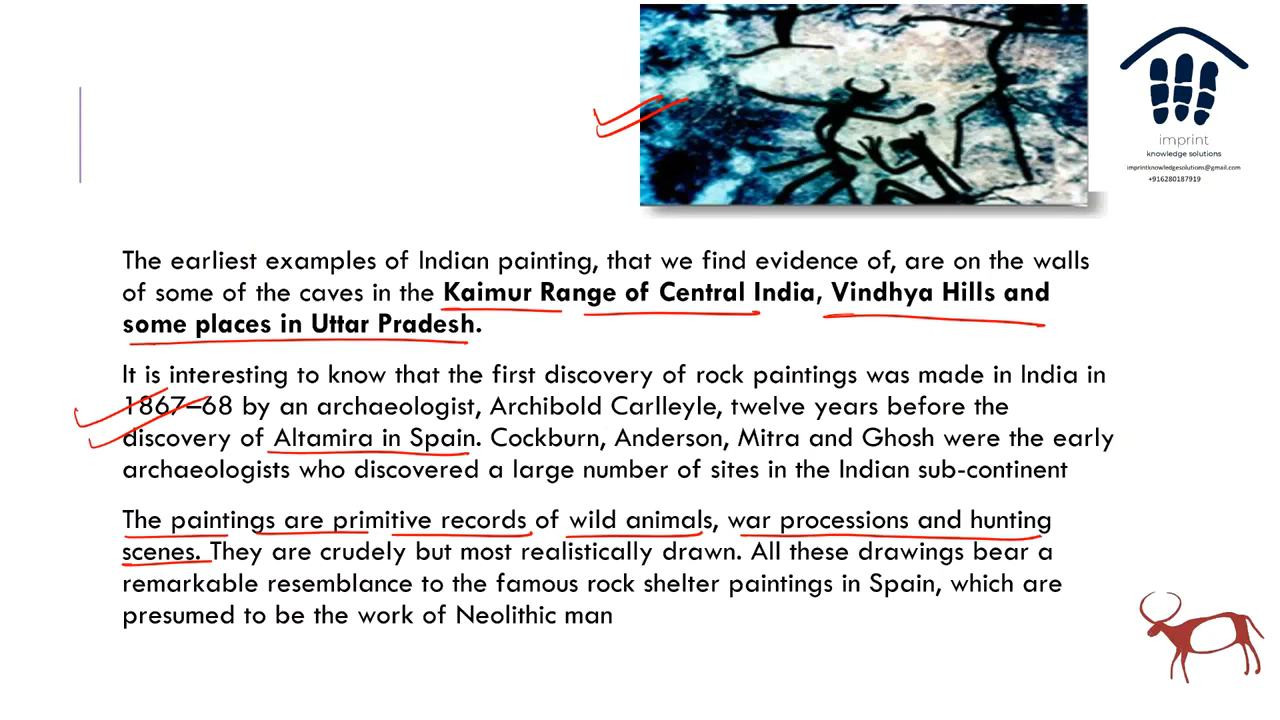 imprint
knowledge solutions
imprintknowledgesolutions@gmail.com
+916280187919
The earliest examples of Indian painting, that we find evidence of, are on the walls
of some of the caves in the Kaimur Range of Central India, Vindhya Hills and
some places in Uttar Pradesh.
It is interesting to know that the first discovery of rock paintings was made in India in
1867–68 by an archaeologist, Archibold Carlleyle, twelve years before the
discovery of Altamira in Spain. Cockburn, Anderson, Mitra and Ghosh were the early
archaeologists who discovered a large number of sites in the Indian sub-continent
The paintings are primitive records of wild animals, war processions and hunting
scenes. They are crudely but most realistically drawn. All these drawings bear a
remarkable resemblance to the famous rock shelter paintings in Spain, which are
presumed to be the work of Neolithic man